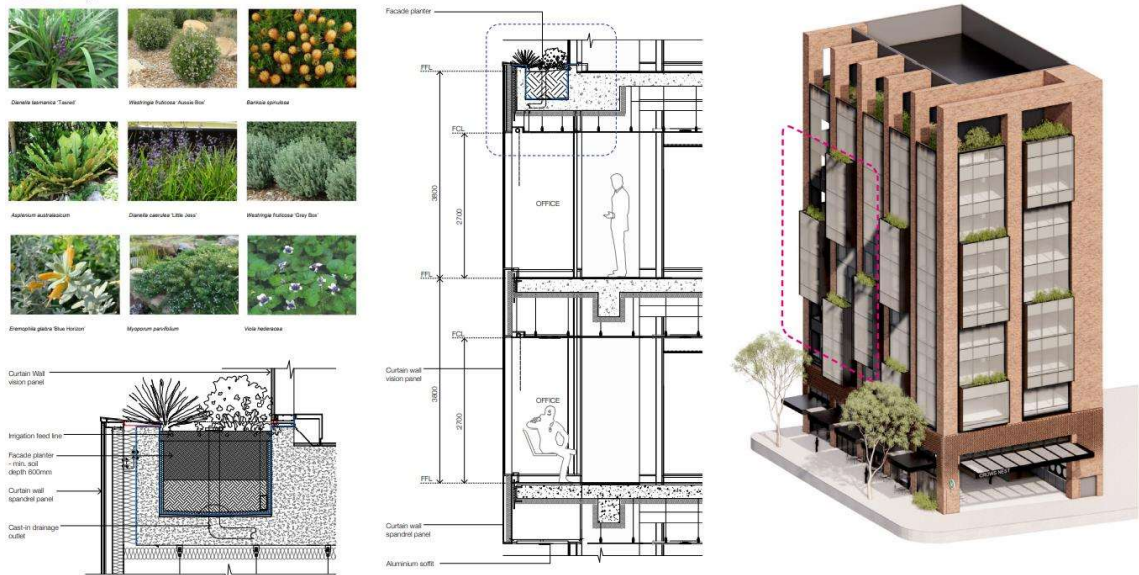 Dianella tasmanica 'Tasred'
Westringia fruticosa 'Aussie Box'
Banksia spinulosa
Asplenium australasicum
Dianella caerulea 'Little Jess'
Westringia fruticosa 'Grey Box'
Eremophila glabra 'Blue Horizon'
Myoporum parvifolium
Viola hederacea
Curtain Wall
vision panel
Irrigation feed line
Facade planter
- min. soil
depth 600mm
Curtain wall
spandrel panel
Cast-in drainage
outlet
Facade planter
FFL
FCL
3800
2700
OFFICE
FFL
FCL
Curtain wall
vision panel
3800
2700
OFFICE
FFL
Curtain wall
spandrel panel
Aluminium soffit
CROWS NEST